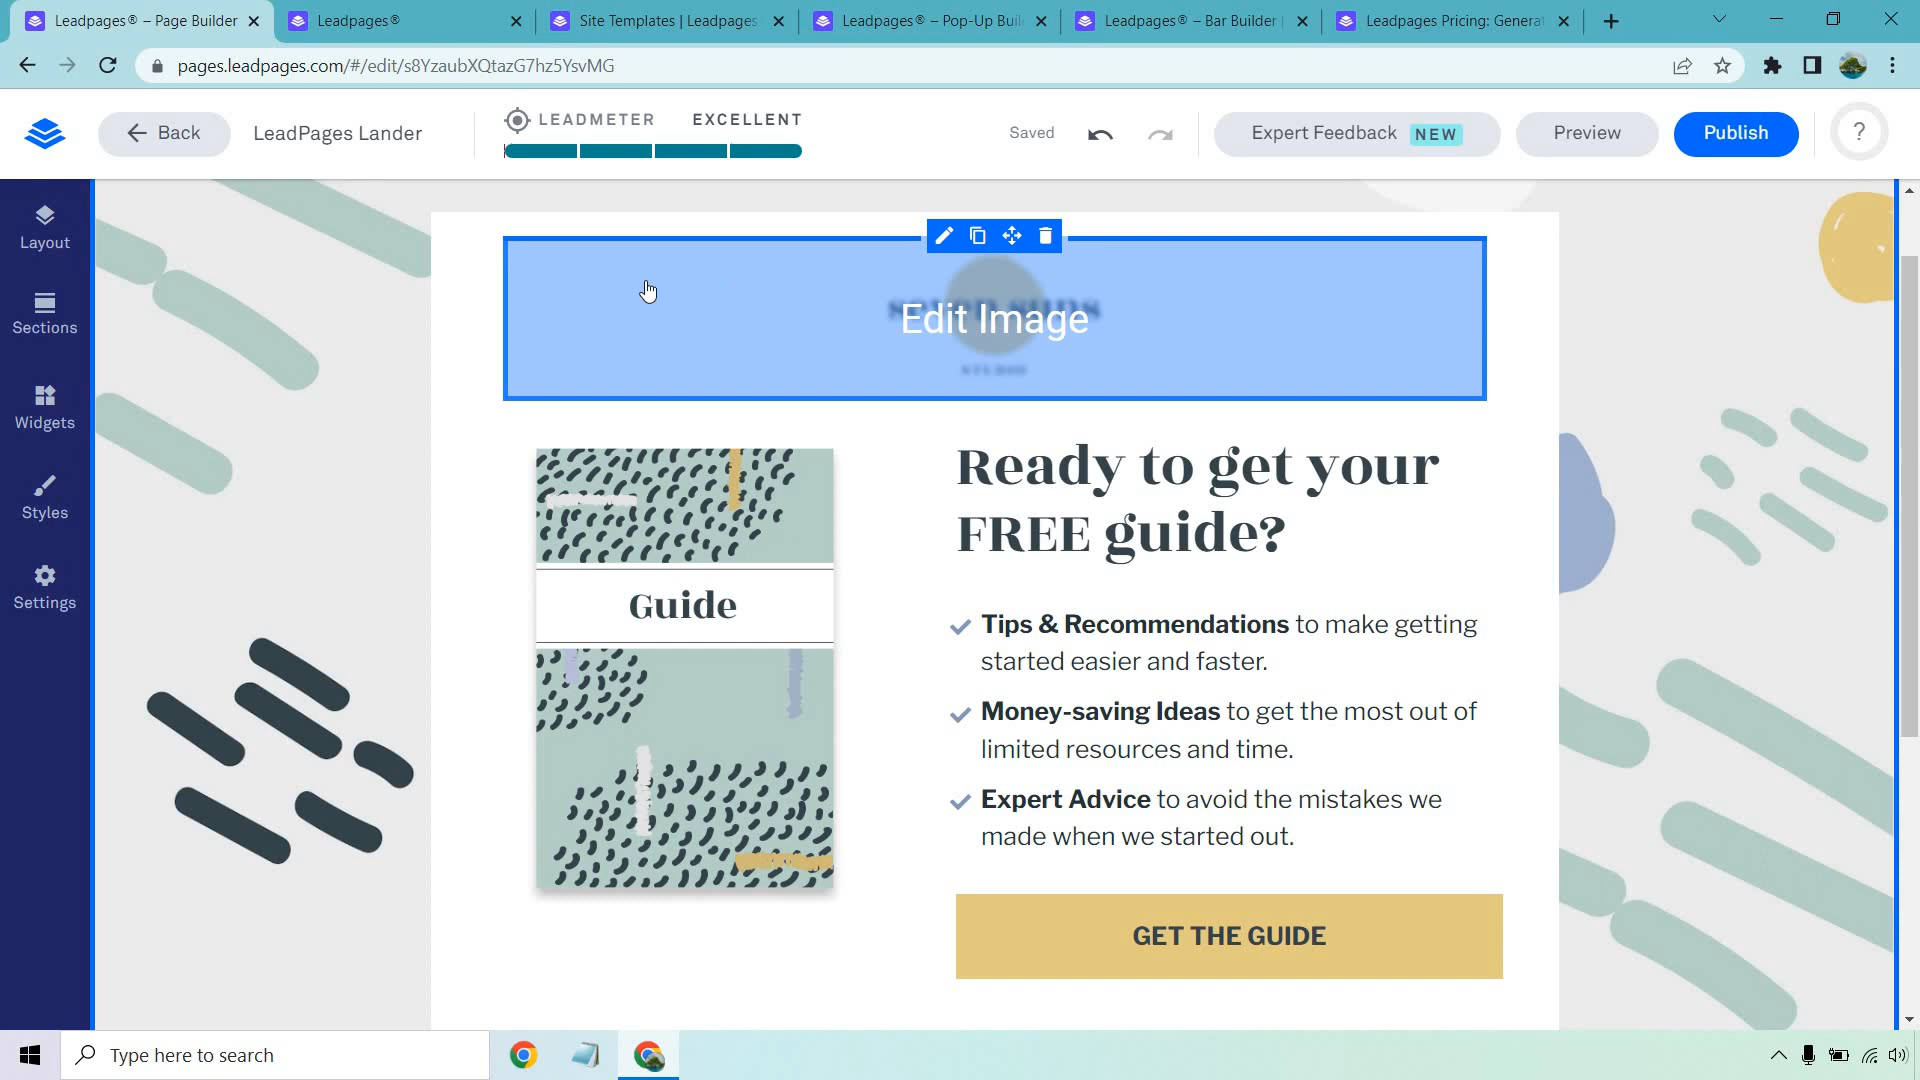 Leadpages® – Page Builder
Leadpages®
Site Templates | Leadpages
Leadpages® – Pop-Up Buil
Leadpages® – Bar Builder |
Leadpages Pricing: Generat
pages.leadpages.com/#/edit/s8YzaubXQtazG7hz5YsvMG
Back
LeadPages Lander
LEADMETER EXCELLENT
Saved
Expert Feedback NEW
Preview
Publish
?
Layout
Sections
Widgets
Styles
Settings
Edit Image
STUDIO
Guide
Ready to get your
FREE guide?
Tips & Recommendations to make getting
started easier and faster.
Money-saving Ideas to get the most out of
limited resources and time.
Expert Advice to avoid the mistakes we
made when we started out.
GET THE GUIDE
Type here to search